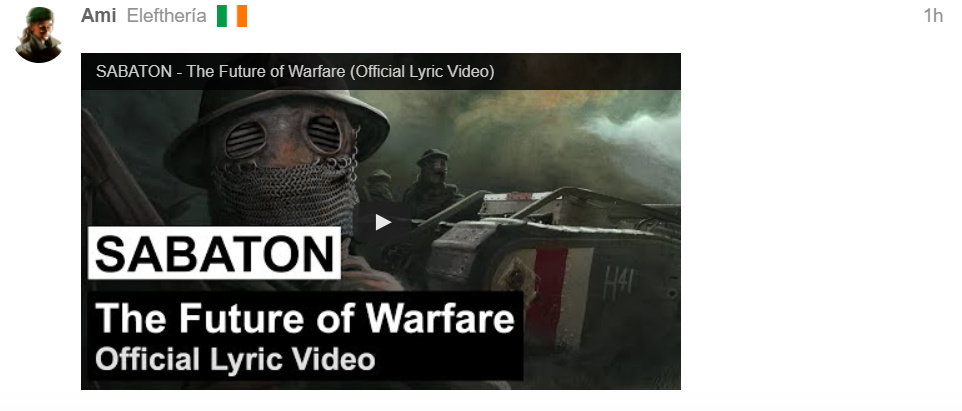 Ami Elefthería 1h
SABATON - The Future of Warfare (Official Lyric Video)
H41
SABATON
The Future of Warfare
Official Lyric Video